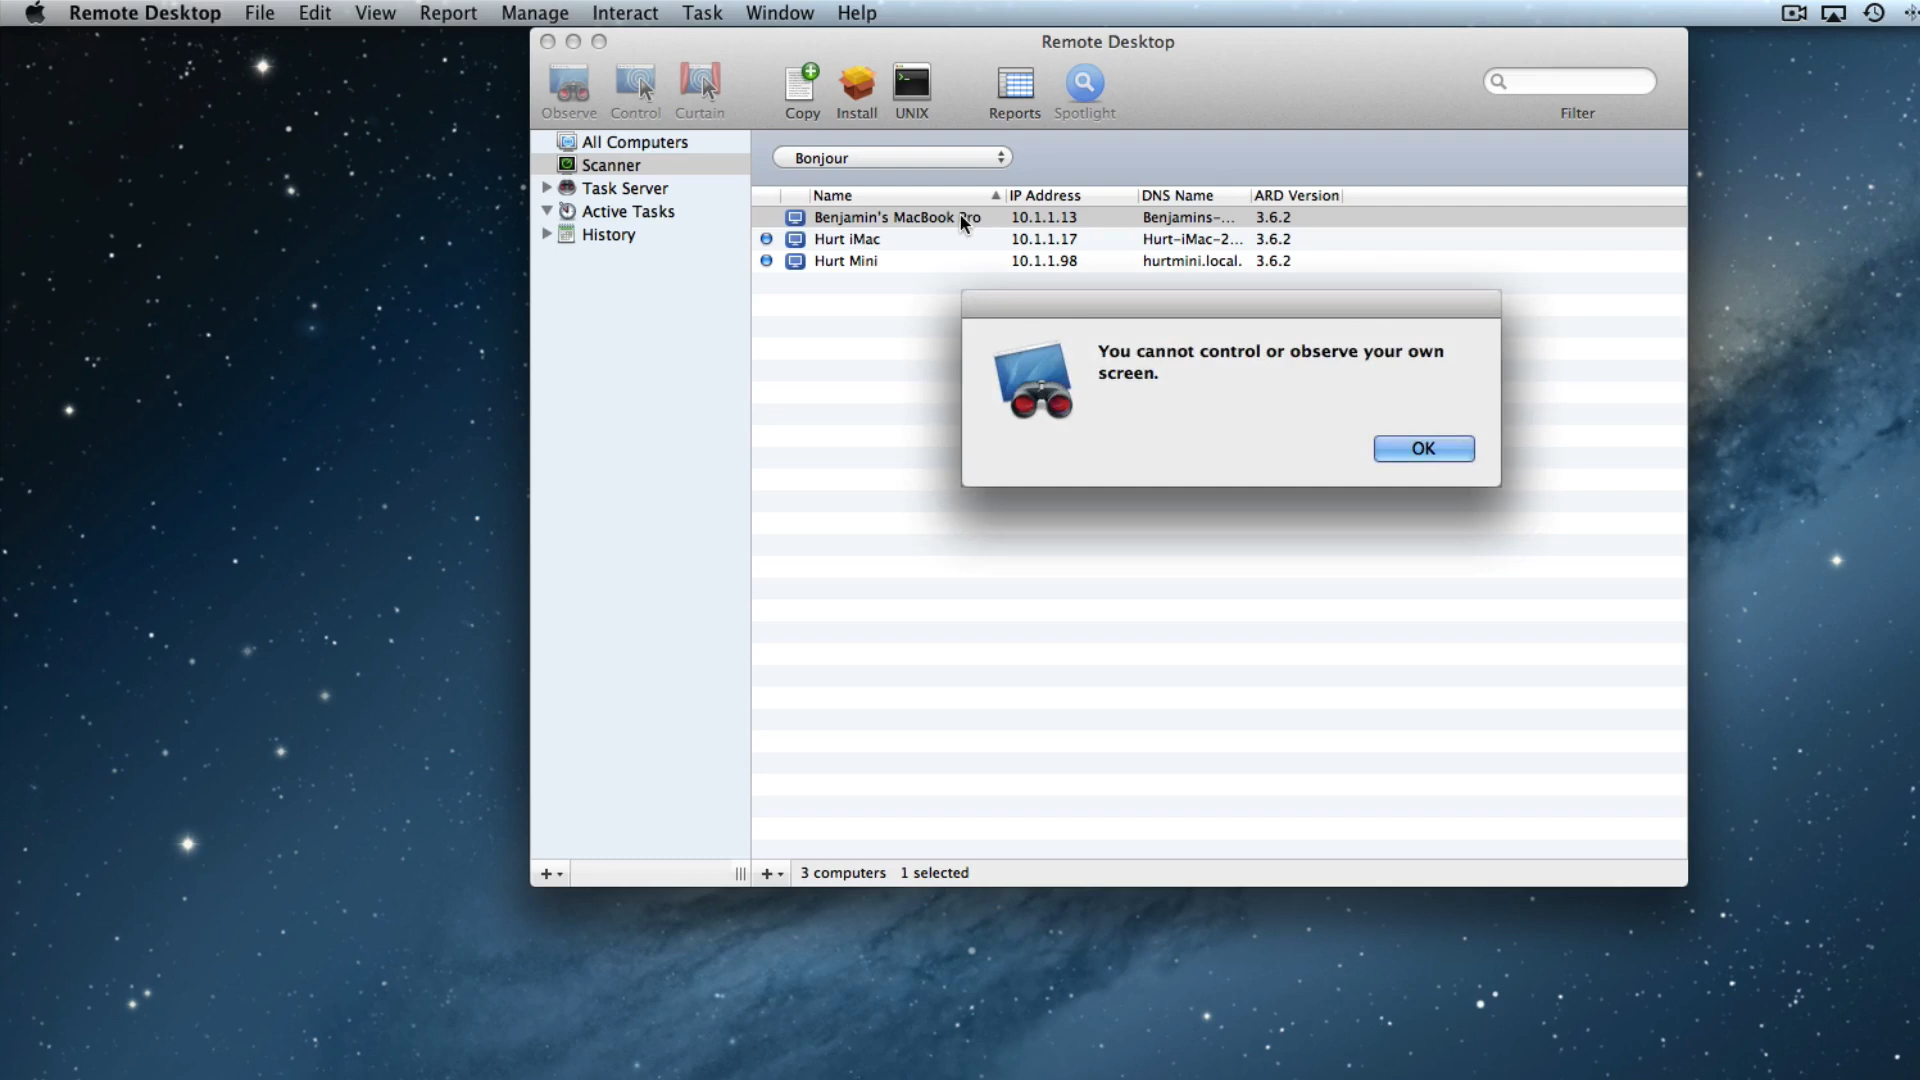 Remote Desktop File Edit View Report Manage Interact Task Window Help
Remote Desktop
Observe Control Curtain Copy Install UNIX Reports Spotlight Filter
All Computers
Scanner
Task Server
Active Tasks
History
Bonjour
Name IP Address DNS Name ARD Version
Benjamin's MacBook Pro 10.1.1.13 Benjamins-... 3.6.2
Hurt iMac 10.1.1.17 Hurt-iMac-2... 3.6.2
Hurt Mini 10.1.1.98 hurtmini.local. 3.6.2
You cannot control or observe your own
screen.
OK
3 computers 1 selected